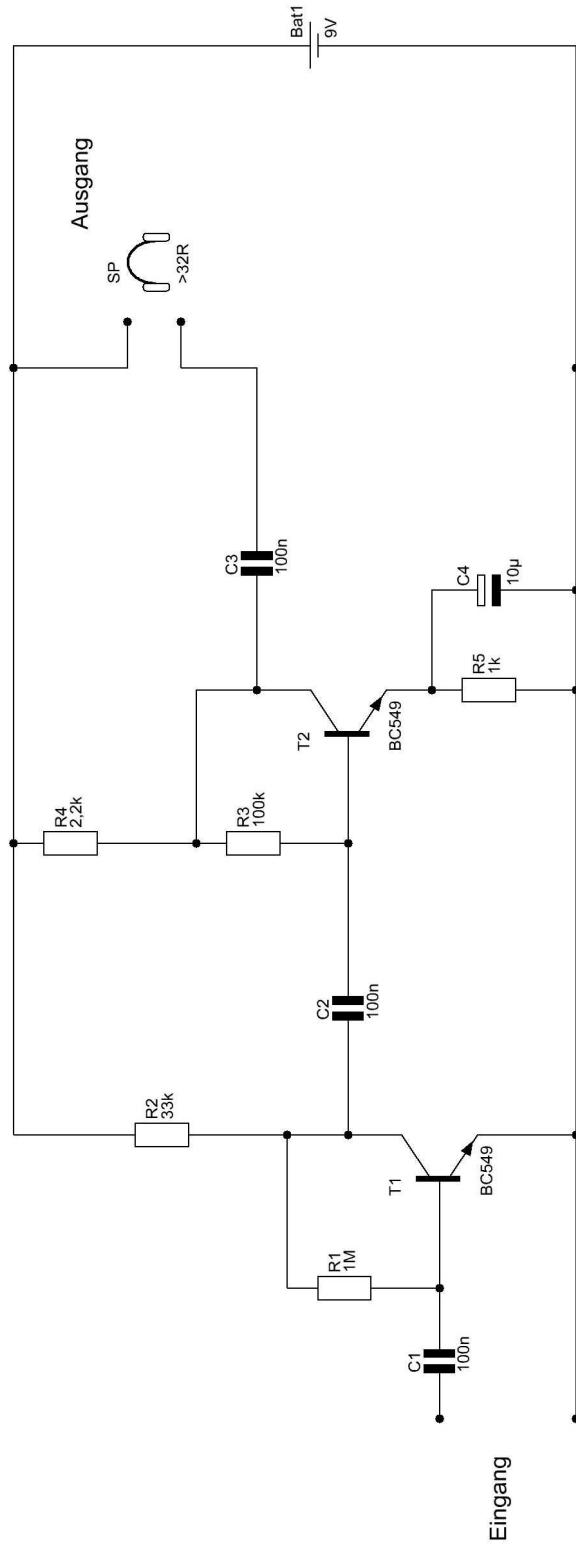 Eingang
C1
100n
R1
1M
T1
BC549
R2
33k
C2
100n
R4
2,2k
R3
100k
T2
BC549
R5
1k
C4
10µ
C3
100n
SP
>32R
Ausgang
Bat1
9V